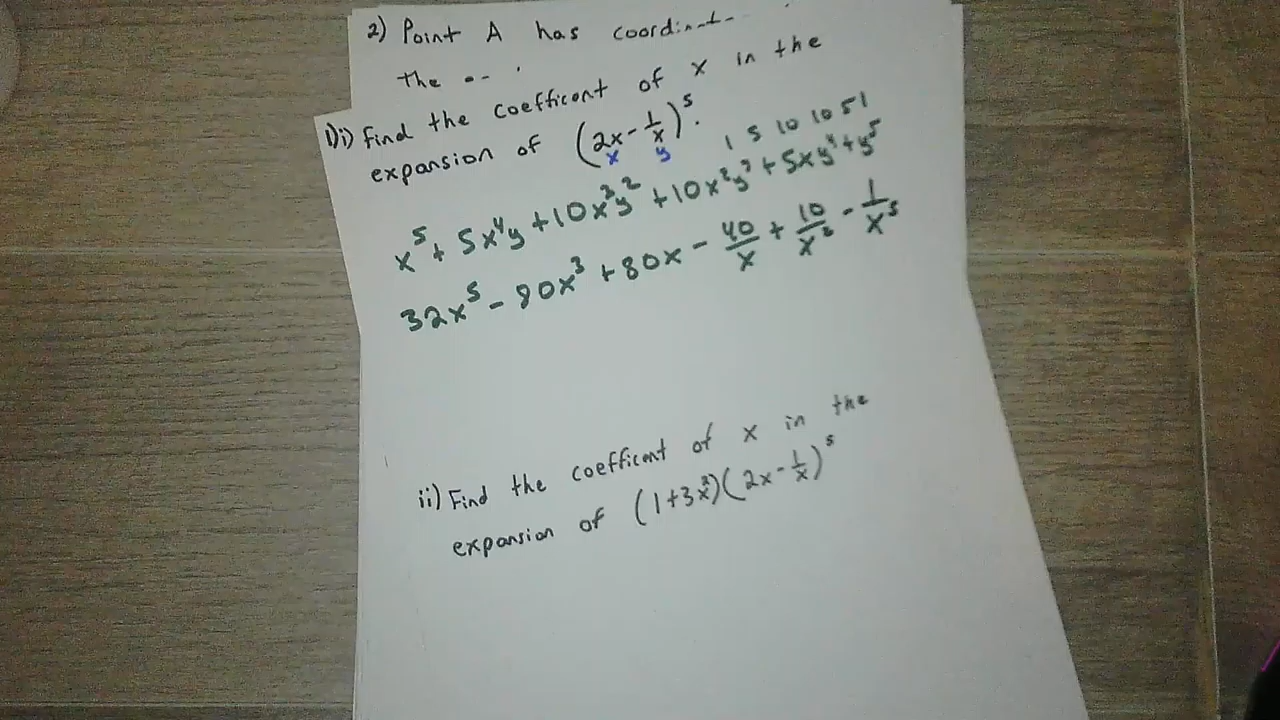 2) Point A has
the
1)i) Find the coefficent of x in the
expansion of (2x - 1/x)^5.
x y
1 5 10 10 5 1
x^5 + 5x^4y + 10x^3y^2 + 10x^2y^3 + 5xy^4 + y^5
32x^5 - 80x^3 + 80x - 40/x + 10/x^2 - 1/x^5
ii) Find the coefficent of x in the
expansion of (1+3x^2)(2x - 1/x)^5